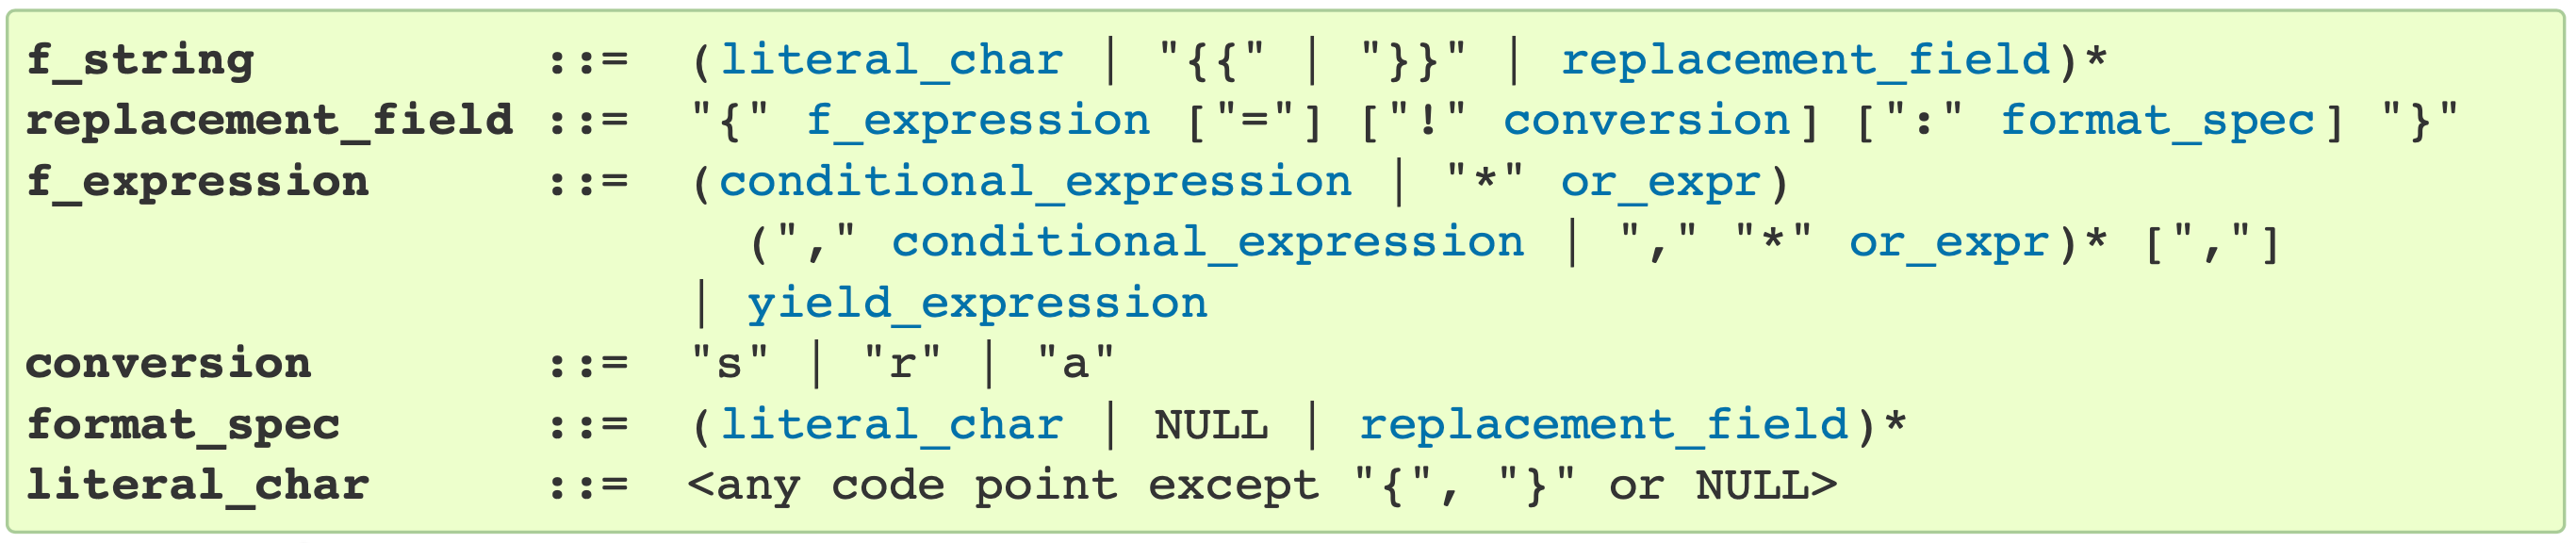 f_string          ::=  (literal_char | "{{" | "}}" | replacement_field)*
replacement_field ::=  "{" f_expression ["="] ["!" conversion] [":" format_spec] "}"
f_expression      ::=  (conditional_expression | "*" or_expr)
                         ("," conditional_expression | "," "*" or_expr)* [","]
                       | yield_expression
conversion        ::=  "s" | "r" | "a"
format_spec       ::=  (literal_char | NULL | replacement_field)*
literal_char      ::=  <any code point except "{", "}" or NULL>